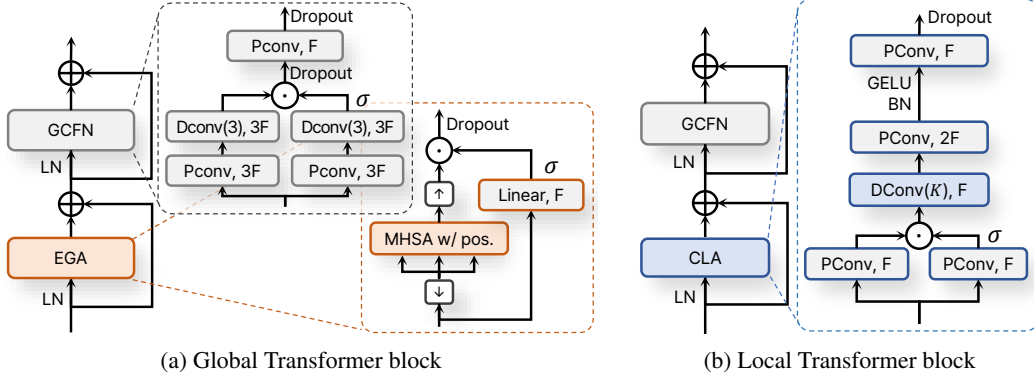 GCFN
LN
EGA
LN
Dropout
Pconv, F
Dropout
σ
Dconv(3), 3F
Dconv(3), 3F
Pconv, 3F
Pconv, 3F
Dropout
σ
↑
Linear, F
MHSA w/ pos.
↓
(a) Global Transformer block
GCFN
LN
CLA
LN
Dropout
PConv, F
GELU
BN
PConv, 2F
DConv(K), F
σ
PConv, F
PConv, F
(b) Local Transformer block